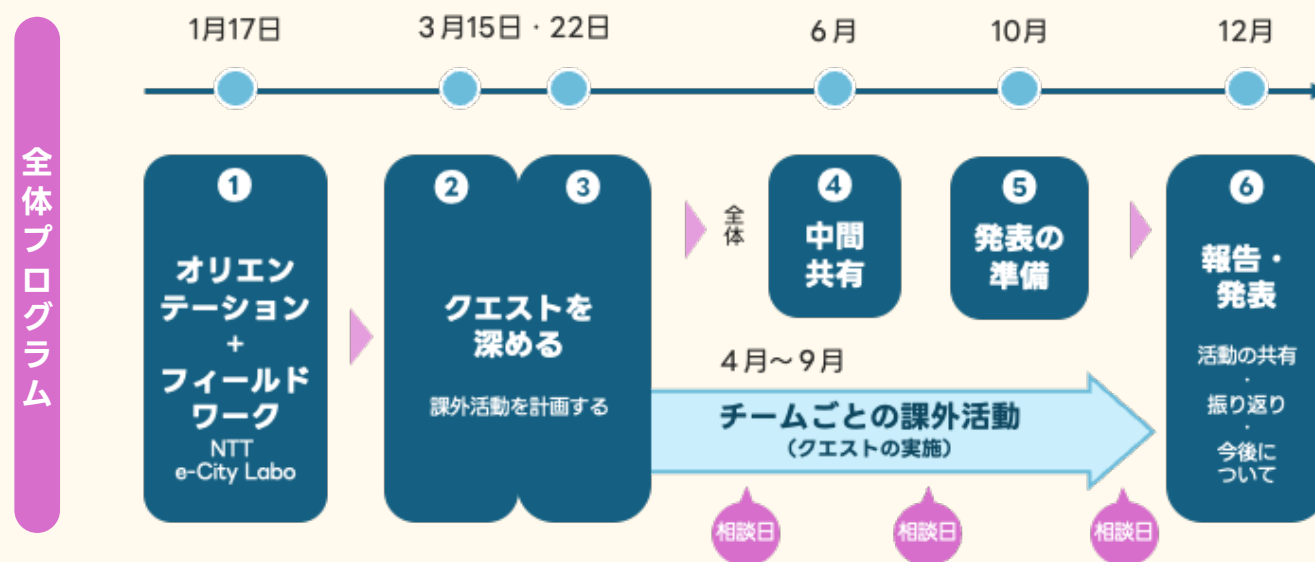 全体プログラム
1月17日
3月15日・22日
6月
10月
12月
1
オリエン
テーション
+
フィールド
ワーク
NTT
e-City Labo
2
3
クエストを
深める
課外活動を計画する
全体
4
中間
共有
5
発表の
準備
4月～9月
チームごとの課外活動
（クエストの実施）
相談日
相談日
相談日
6
報告・
発表
活動の共有
・
振り返り
・
今後に
ついて